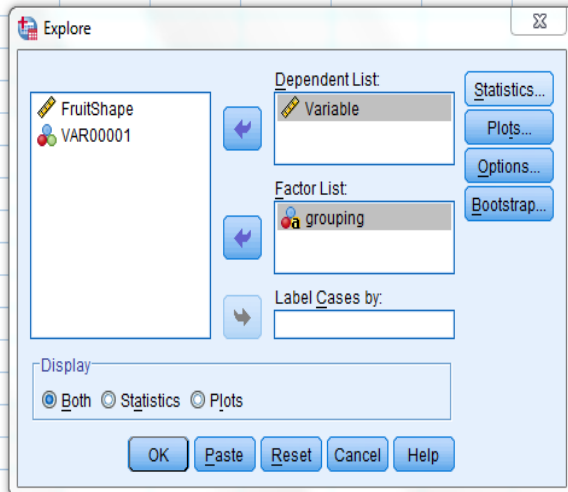 Explore
FruitShape
VAR00001
Dependent List:
Variable
Factor List:
a grouping
Label Cases by:
Statistics...
Plots...
Options...
Bootstrap...
Display
Both Statistics Plots
OK Paste Reset Cancel Help